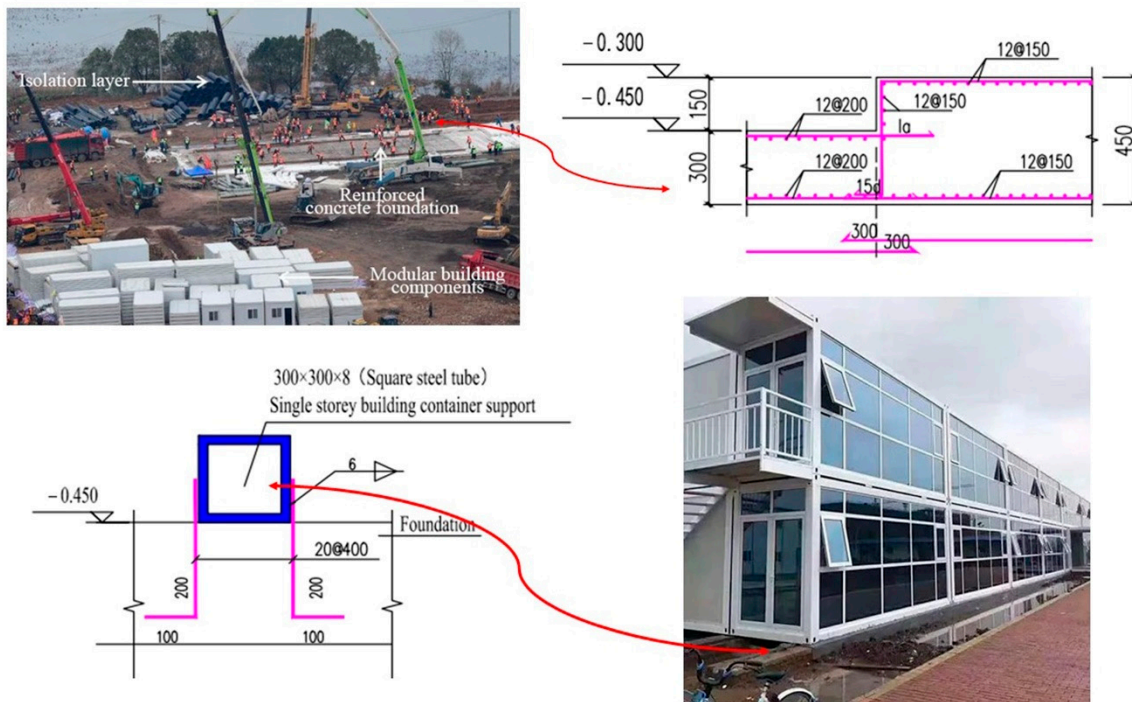 Isolation layer
Reinforced
concrete foundation
Modular building
components
-0.300
-0.450
150
300
12@200
12@200
15d
12@150
12@150
la
12@150
450
300
300
300×300×8（Square steel tube）
Single storey building container support
6
-0.450
Foundation
20@400
200
200
100
100